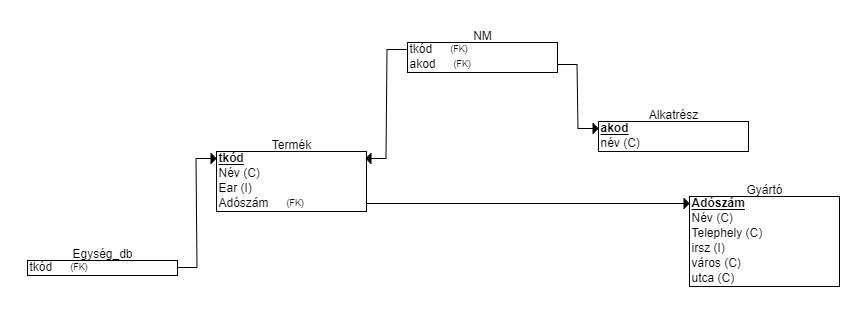 NM
tkód (FK)
akod (FK)
Alkatrész
akod
név (C)
Termék
tkód
Név (C)
Ear (I)
Adószám (FK)
Gyártó
Adószám
Név (C)
Telephely (C)
irsz (I)
város (C)
utca (C)
Egység_db
tkód (FK)